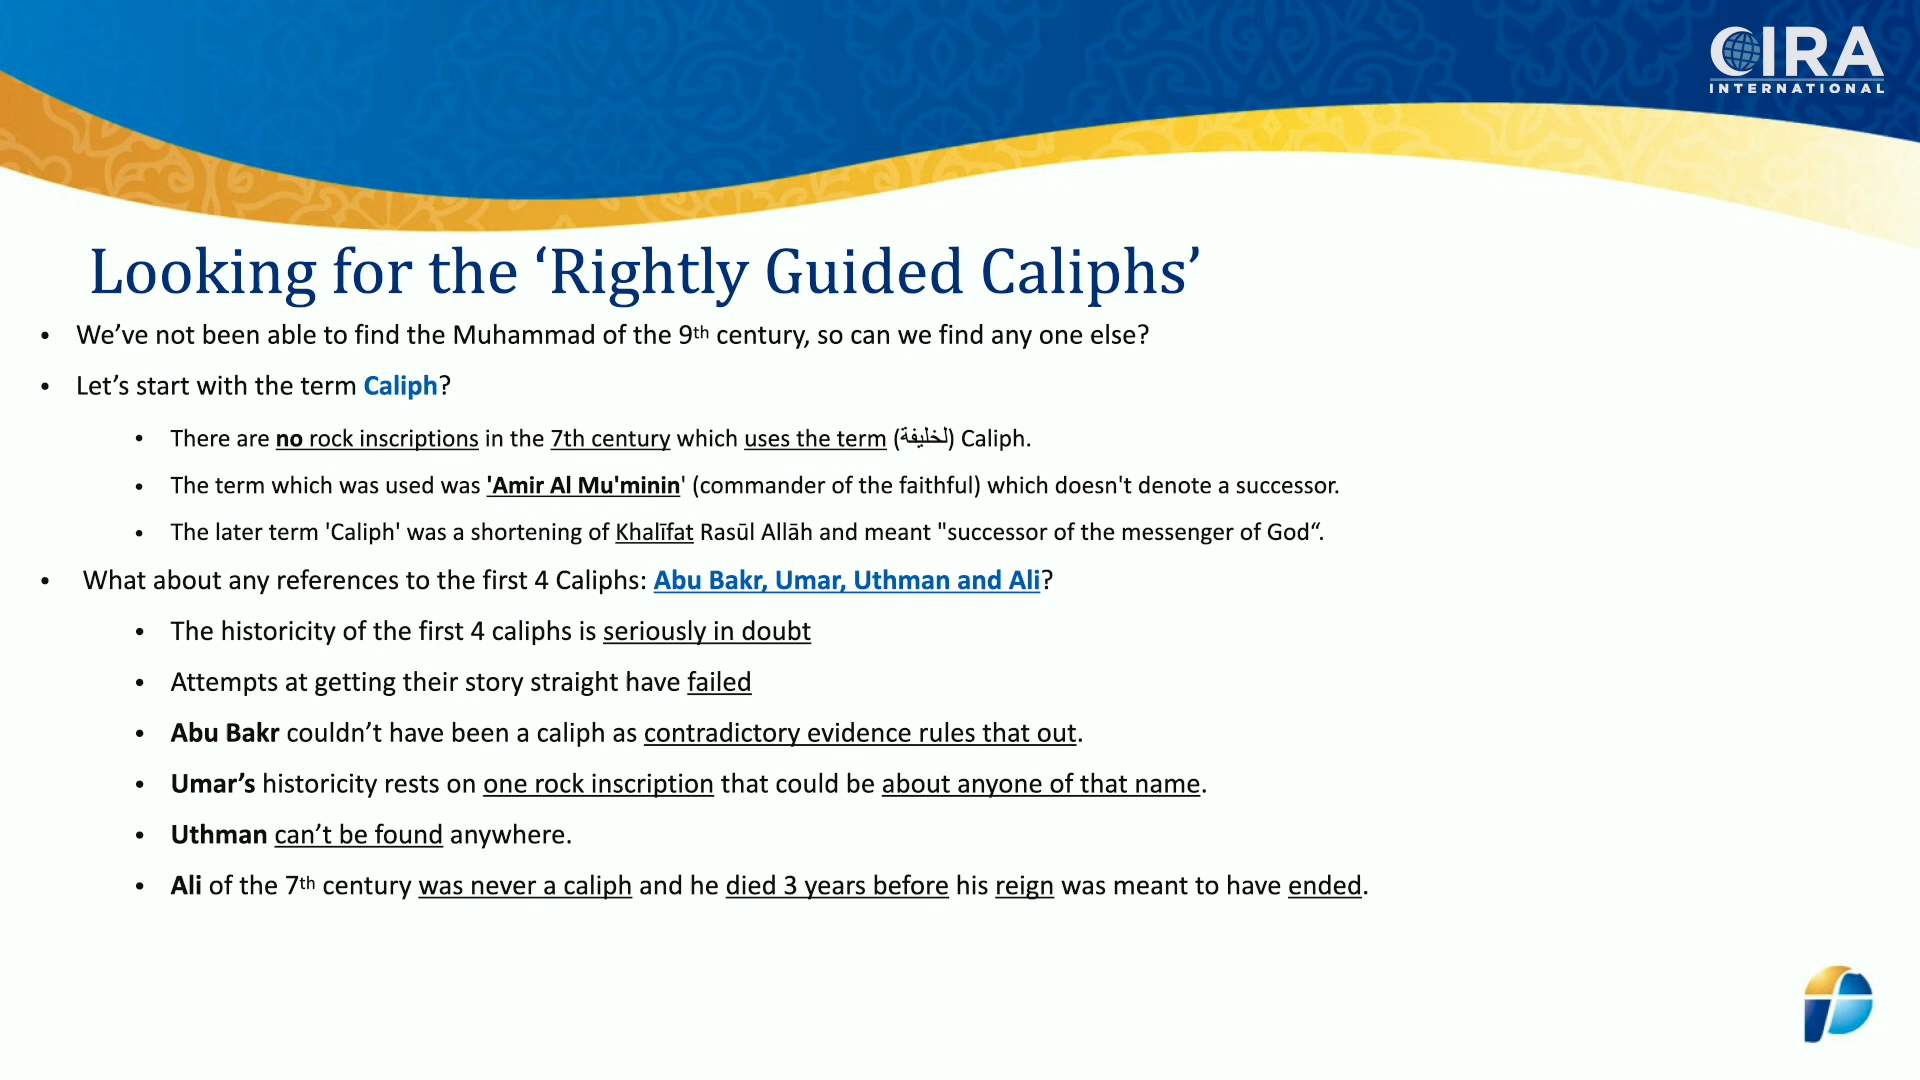 CIRA
INTERNATIONAL
Looking for the ‘Rightly Guided Caliphs’
• We’ve not been able to find the Muhammad of the 9th century, so can we find any one else?
• Let’s start with the term Caliph?
• There are no rock inscriptions in the 7th century which uses the term (لخليفة) Caliph.
• The term which was used was 'Amir Al Mu'minin' (commander of the faithful) which doesn't denote a successor.
• The later term 'Caliph' was a shortening of Khalīfat Rasūl Allāh and meant "successor of the messenger of God“.
• What about any references to the first 4 Caliphs: Abu Bakr, Umar, Uthman and Ali?
• The historicity of the first 4 caliphs is seriously in doubt
• Attempts at getting their story straight have failed
• Abu Bakr couldn’t have been a caliph as contradictory evidence rules that out.
• Umar’s historicity rests on one rock inscription that could be about anyone of that name.
• Uthman can’t be found anywhere.
• Ali of the 7th century was never a caliph and he died 3 years before his reign was meant to have ended.